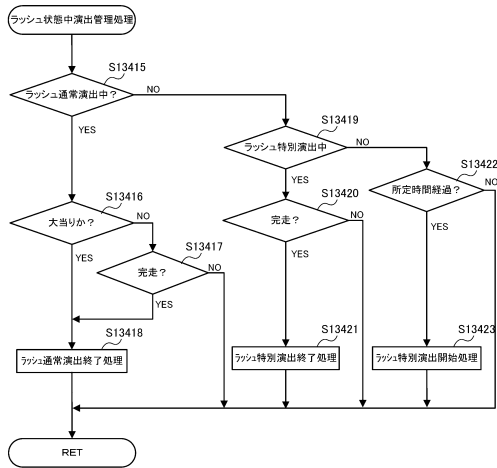 ラッシュ状態中演出管理処理
S13415
ラッシュ通常演出中？
NO
YES
S13419
ラッシュ特別演出中
NO
YES
S13422
所定時間経過？
NO
YES
S13416
大当りか？
NO
YES
S13420
完走？
NO
YES
S13417
完走？
NO
YES
S13418
ラッシュ通常演出終了処理
S13421
ラッシュ特別演出終了処理
S13423
ラッシュ特別演出開始処理
RET